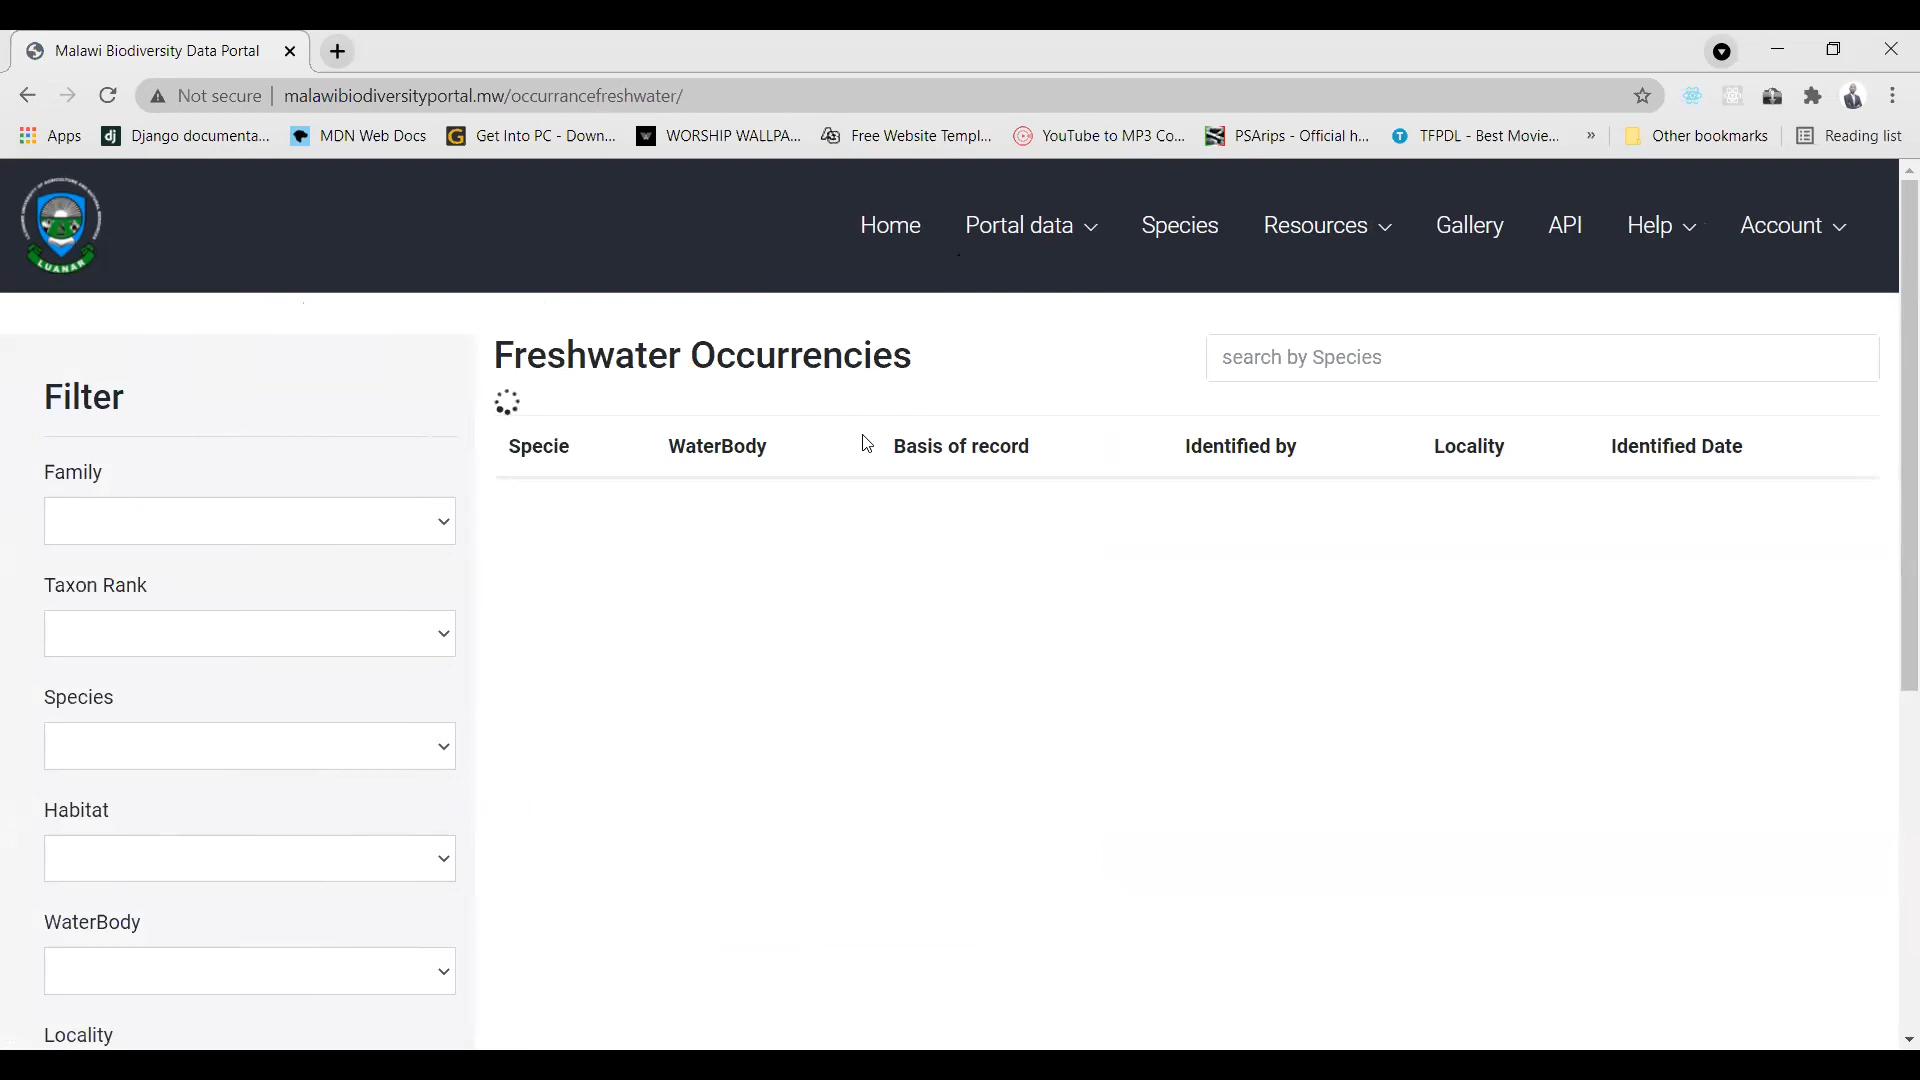 Malawi Biodiversity Data Portal
Not secure | malawibiodiversityportal.mw/occurrancefreshwater/
Apps dj Django documenta... MDN Web Docs Get Into PC - Down... WORSHIP WALLPA... Free Website Templ... YouTube to MP3 Co... PSArips - Official h... T TFPDL - Best Movie... » Other bookmarks Reading list
LUANAR
Home Portal data Species Resources Gallery API Help Account
Freshwater Occurrencies
search by Species
Filter
Specie WaterBody Basis of record Identified by Locality Identified Date
Family
Taxon Rank
Species
Habitat
WaterBody
Locality